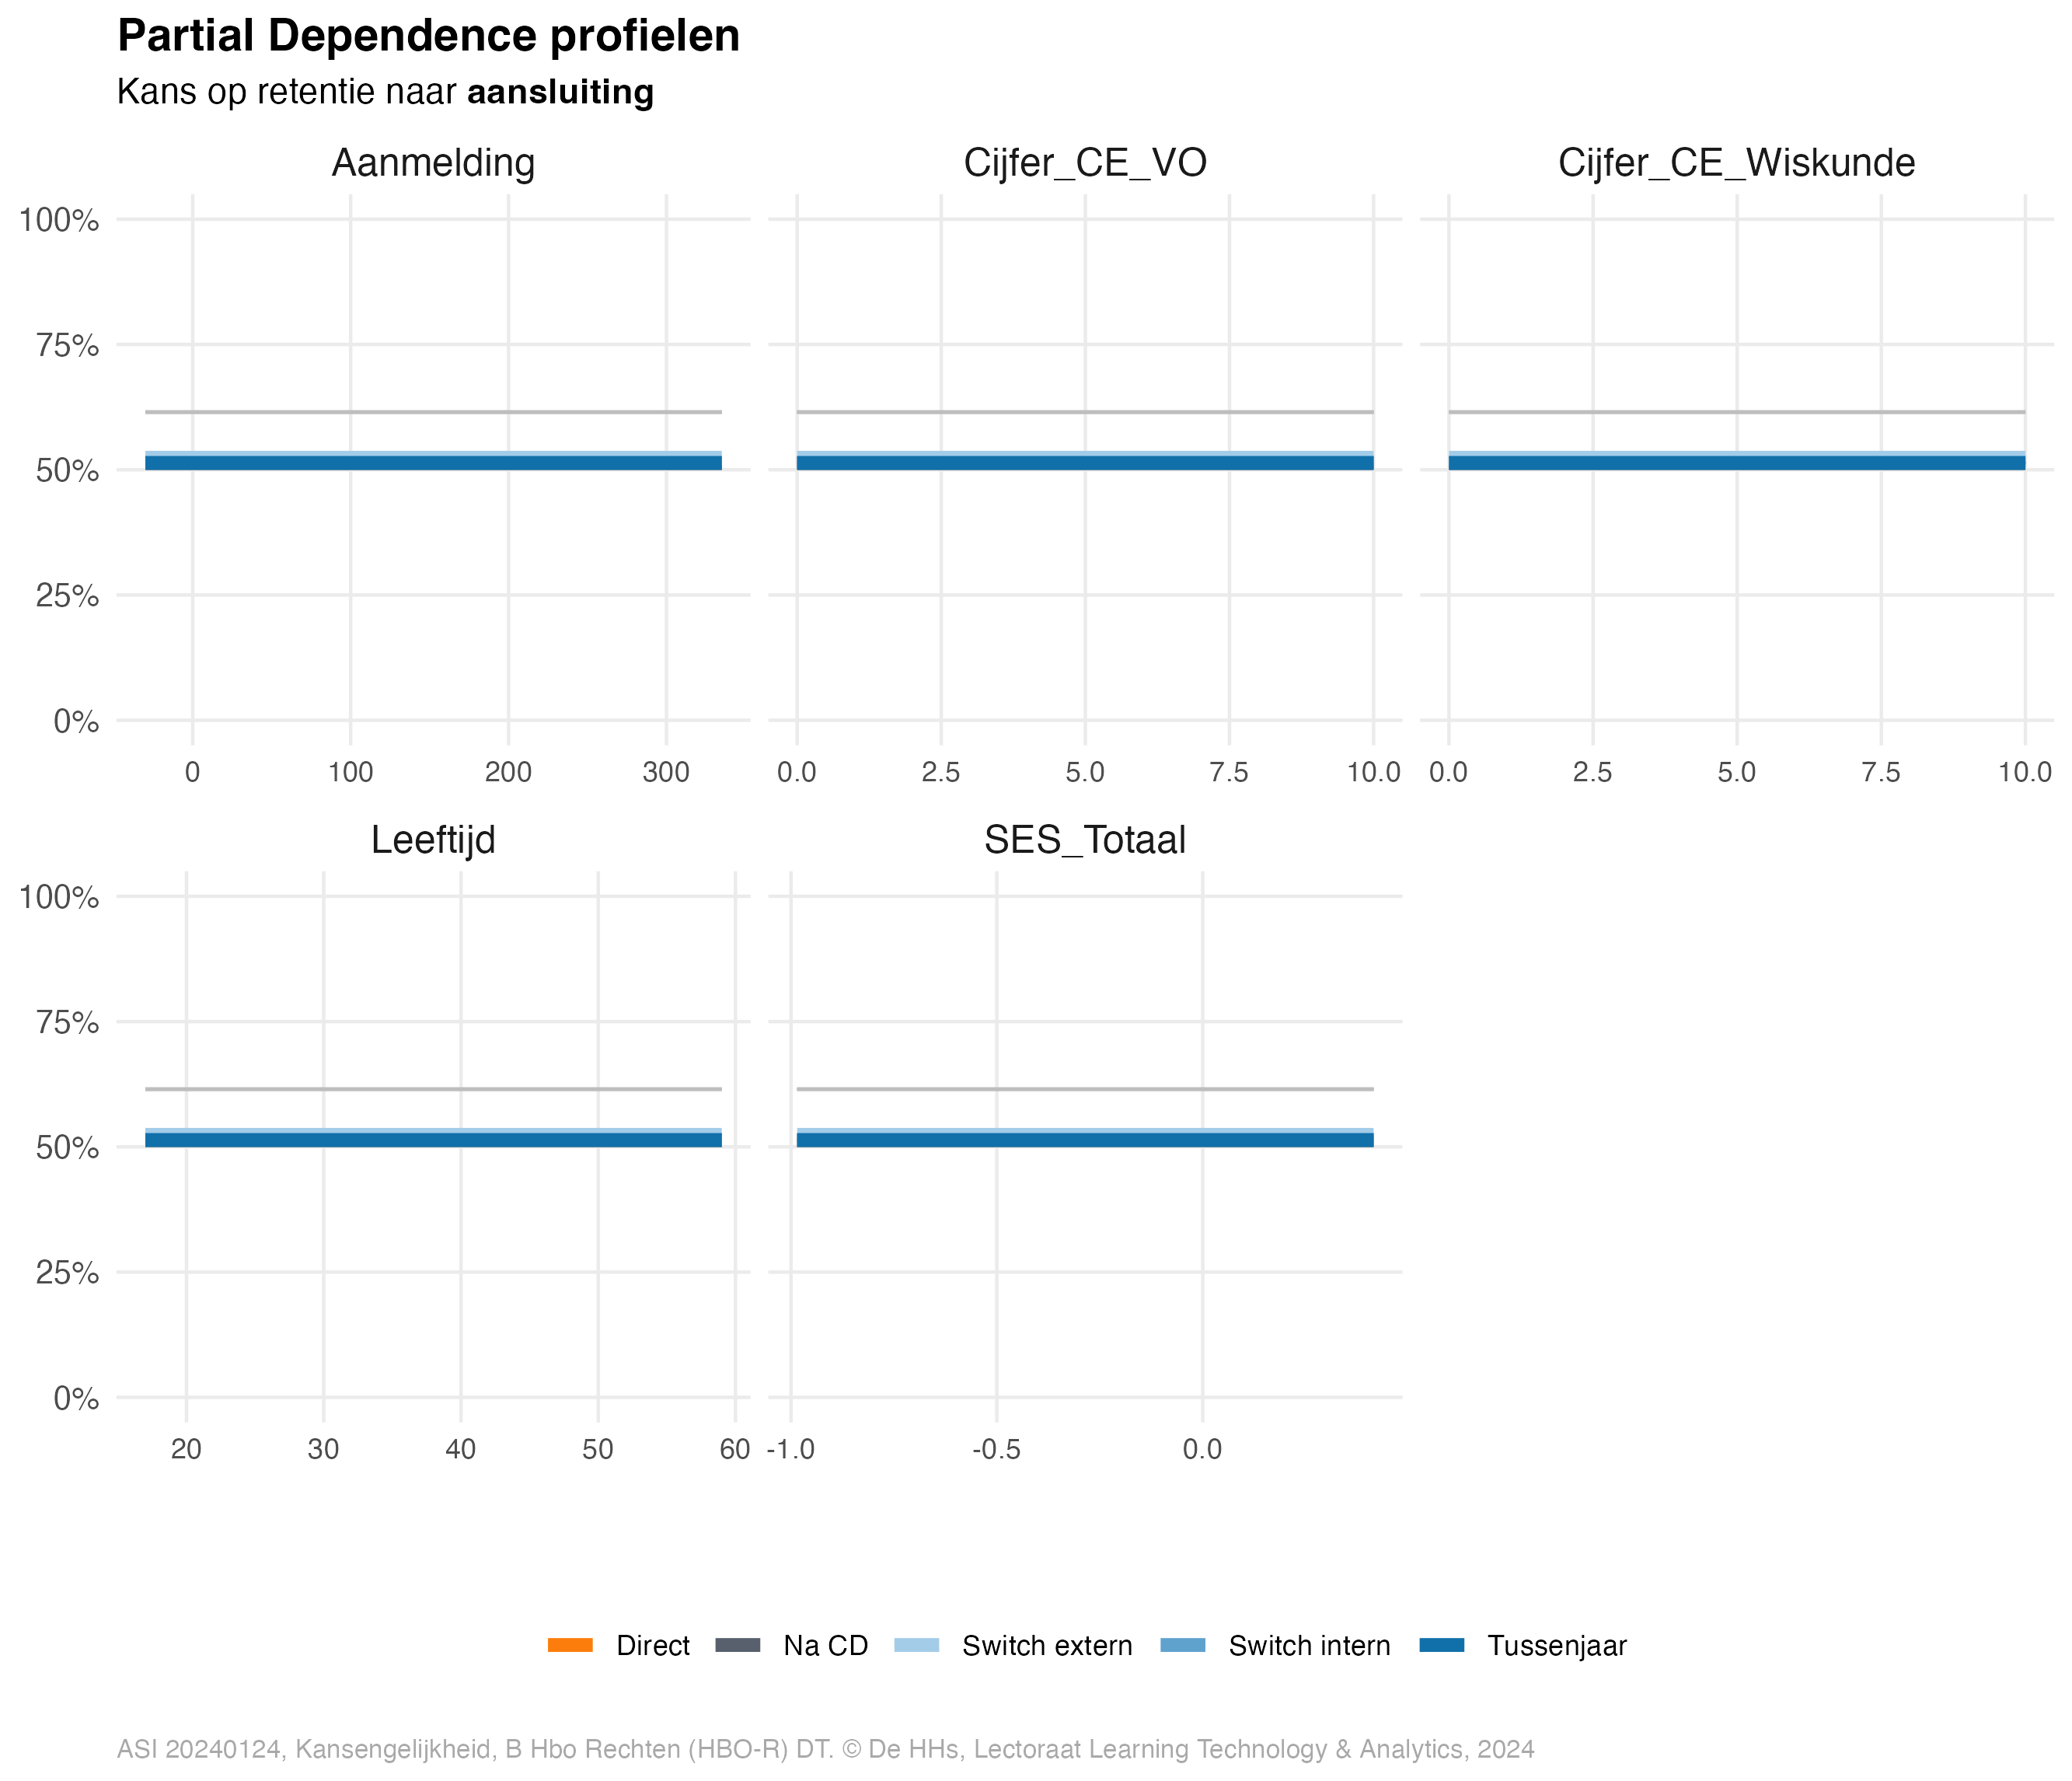 Partial Dependence profielen
Kans op retentie naar aansluiting
Aanmelding Cijfer_CE_VO Cijfer_CE_Wiskunde
100%
75%
50%
25%
0%
0 100 200 300 0.0 2.5 5.0 7.5 10.0 0.0 2.5 5.0 7.5 10.0
Leeftijd SES_Totaal
100%
75%
50%
25%
0%
20 30 40 50 60 -1.0 -0.5 0.0
Direct Na CD Switch extern Switch intern Tussenjaar
ASI 20240124, Kansengelijkheid, B Hbo Rechten (HBO-R) DT. © De HHs, Lectoraat Learning Technology & Analytics, 2024